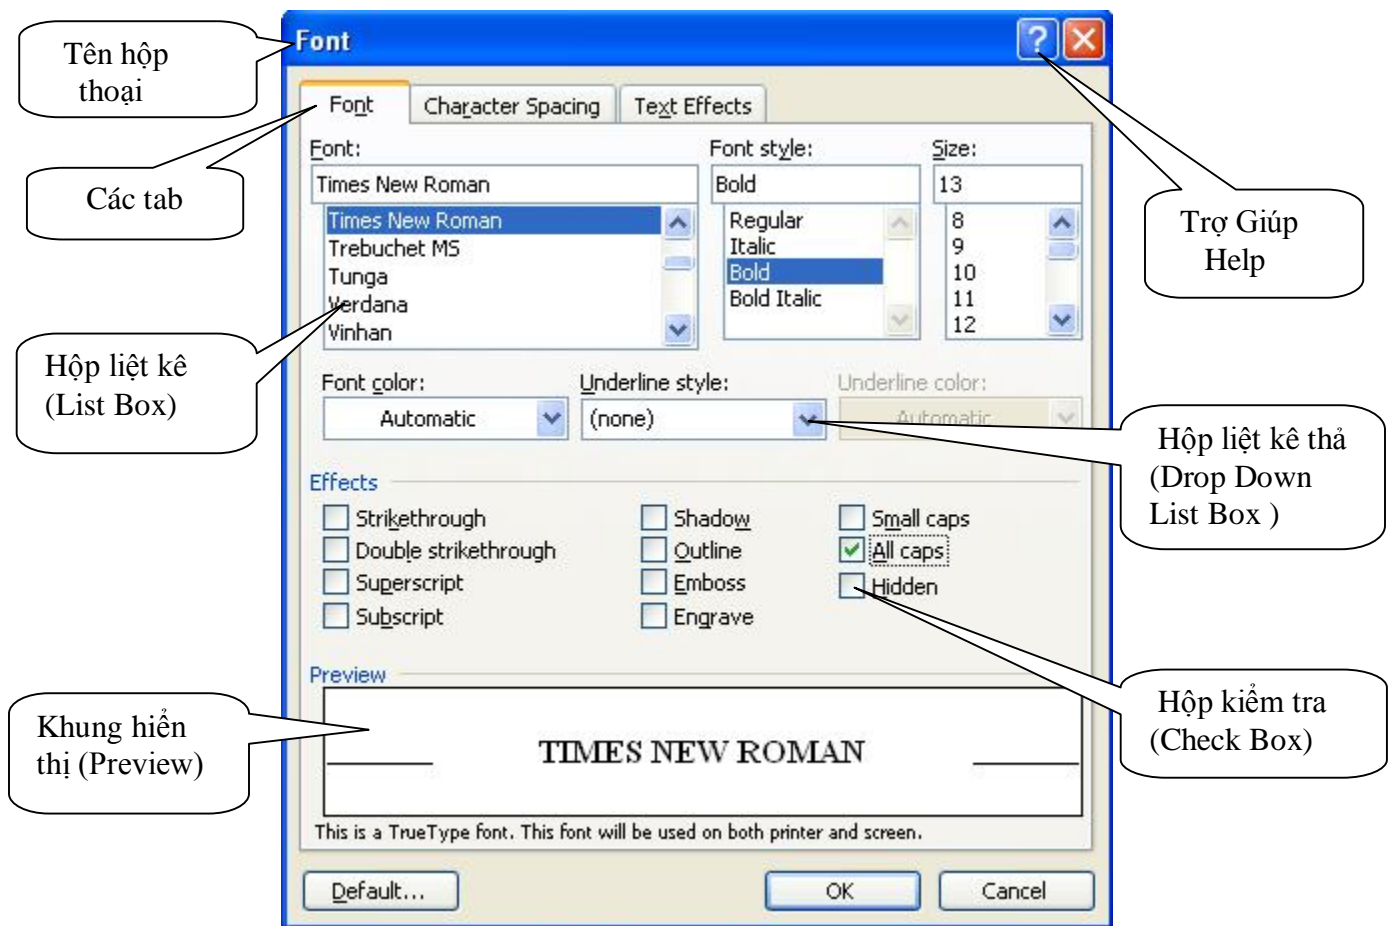 Tên hộp
thoại
Font
?
Các tab
Font
Character Spacing
Text Effects
Trợ Giúp
Help
Font:
Font style:
Size:
Times New Roman
Bold
13
Times New Roman
Trebuchet MS
Tunga
Verdana
Vinhan
Regular
Italic
Bold
Bold Italic
8
9
10
11
12
Hộp liệt kê
(List Box)
Font color:
Underline style:
Underline color:
Automatic
(none)
Automatic
Hộp liệt kê thả
(Drop Down
List Box )
Effects
Strikethrough
Double strikethrough
Superscript
Subscript
Shadow
Outline
Emboss
Engrave
Small caps
All caps
Hidden
Hộp kiểm tra
(Check Box)
Preview
Khung hiển
thị (Preview)
TIMES NEW ROMAN
This is a TrueType font. This font will be used on both printer and screen.
Default...
OK
Cancel